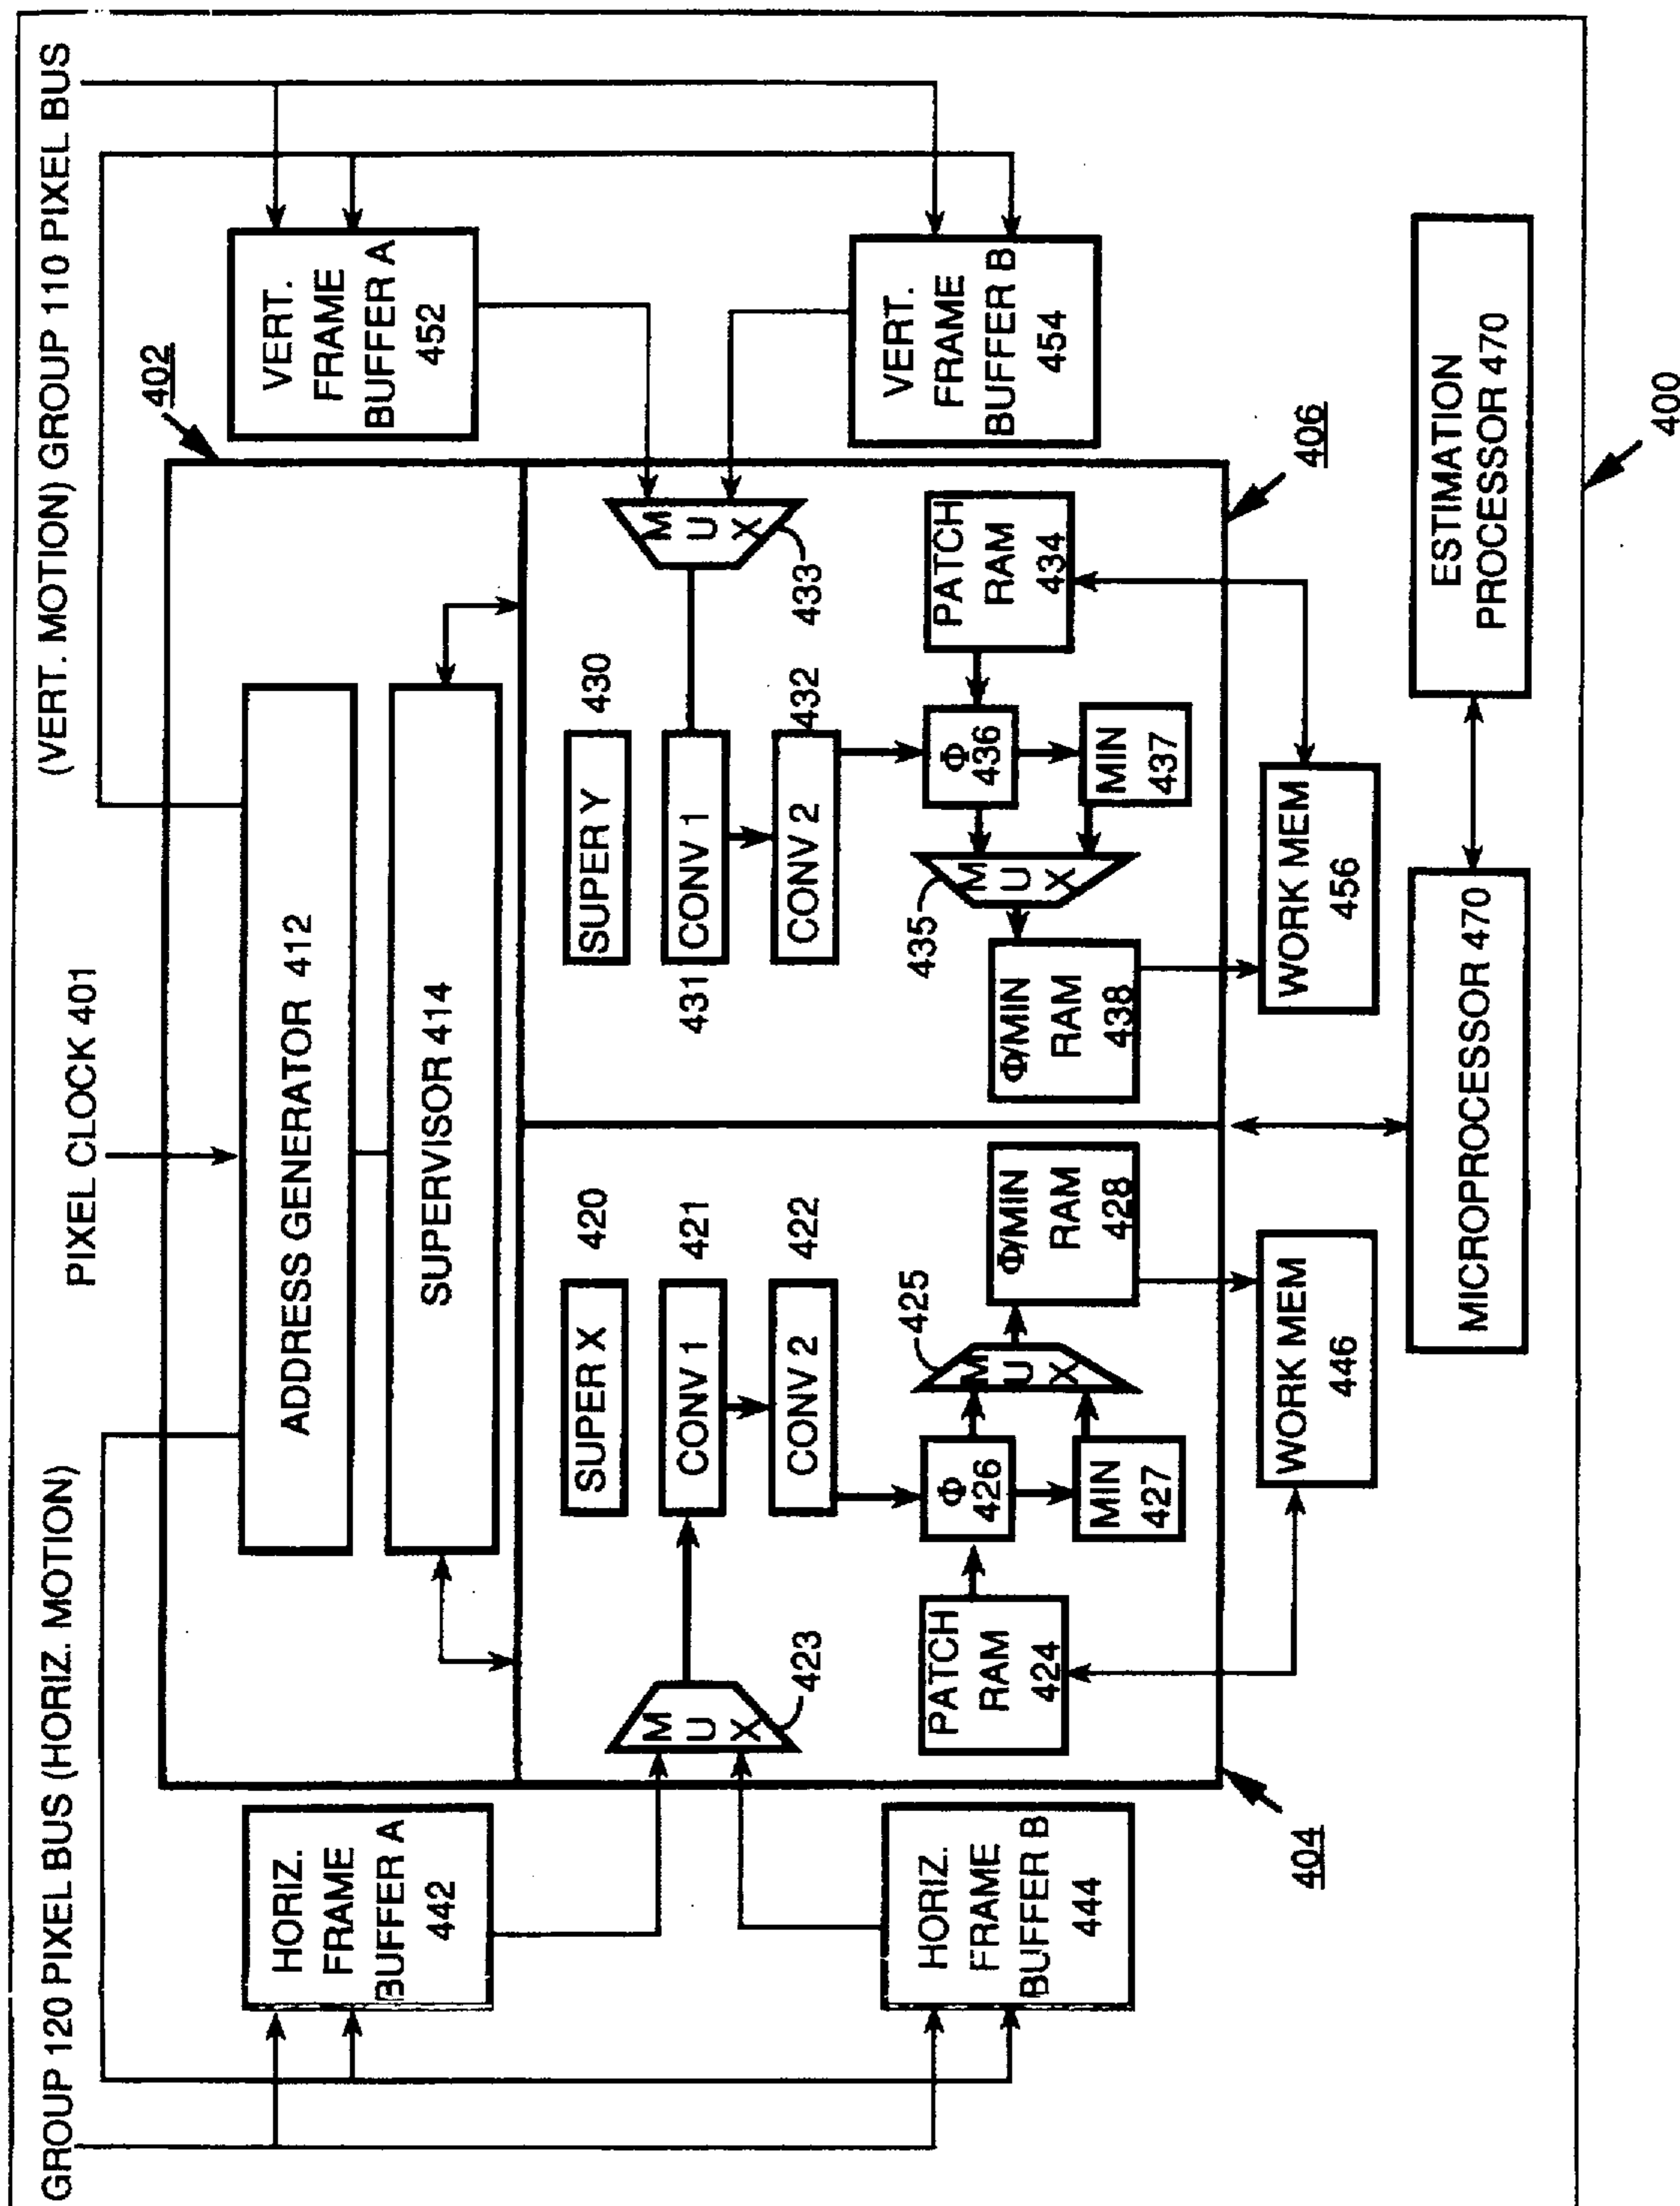 GROUP 120 PIXEL BUS (HORIZ. MOTION)
PIXEL CLOCK 401
(VERT. MOTION) GROUP 110 PIXEL BUS
402
HORIZ.
FRAME
BUFFER A
442
ADDRESS GENERATOR 412
SUPERVISOR 414
VERT.
FRAME
BUFFER A
452
SUPER X
420
SUPER Y
430
MUX
423
CONV 1
421
CONV 1
431
MUX
433
CONV 2
422
CONV 2
432
HORIZ.
FRAME
BUFFER B
444
VERT.
FRAME
BUFFER B
454
PATCH
RAM
424
Φ
426
MUX
425
MIN
427
Φ/MIN
RAM
428
Φ/MIN
RAM
438
MUX
435
Φ
436
MIN
437
PATCH
RAM
434
404
406
WORK MEM
446
WORK MEM
456
MICROPROCESSOR 470
ESTIMATION
PROCESSOR 470
400